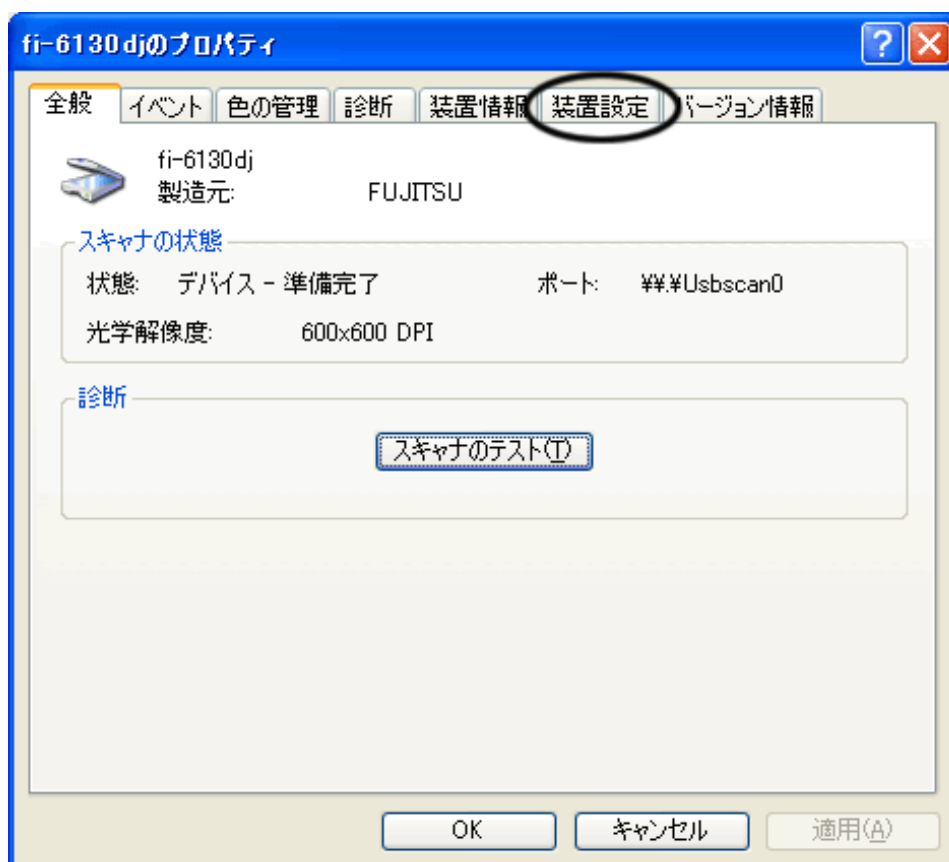 fi-6130djのプロパティ
全般 イベント 色の管理 診断 装置情報 装置設定 バージョン情報
fi-6130dj
製造元: FUJITSU
スキャナの状態
状態: デバイス - 準備完了 ポート: ¥¥.¥Usbscan0
光学解像度: 600x600 DPI
診断
スキャナのテスト(T)
OK キャンセル 適用(A)